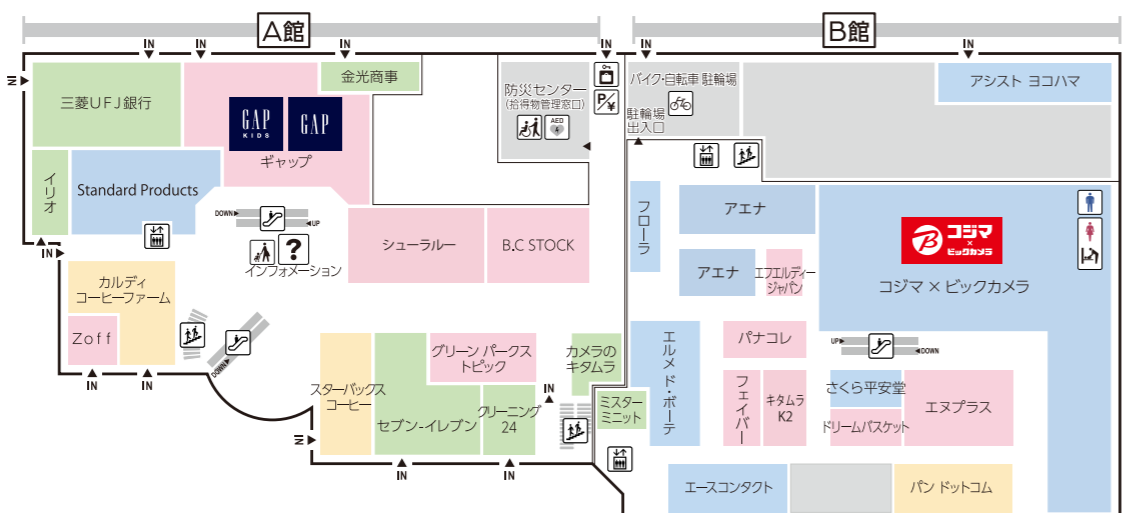 A館
B館
IN
IN
IN
IN
IN
IN
IN
三菱UFJ銀行
金光商事
GAP
KIDS
GAP
ギャップ
防災センター
(拾得物管理窓口)
AED
P/¥
バイク・自転車 駐輪場
駐輪場
出入口
アシスト ヨコハマ
イリオ
Standard Products
DOWN
UP
?
インフォメーション
シューラルー
B.C STOCK
フローラ
アエナ
アエナ
エフエルディー
ジャパン
コジマ
×
ビックカメラ
コジマ × ビックカメラ
IN
IN
カルディ
コーヒーファーム
Zoff
IN
IN
DOWN
スターバックス
コーヒー
グリーン パークス
トピック
セブン-イレブン
クリーニング
24
カメラの
キタムラ
IN
ミスター
ミニット
IN
IN
IN
エルメ ド・ボーテ
パナコレ
UP
DOWN
フェイバー
キタムラ
K2
さくら平安堂
ドリームバスケット
エヌプラス
エースコンタクト
パン ドットコム